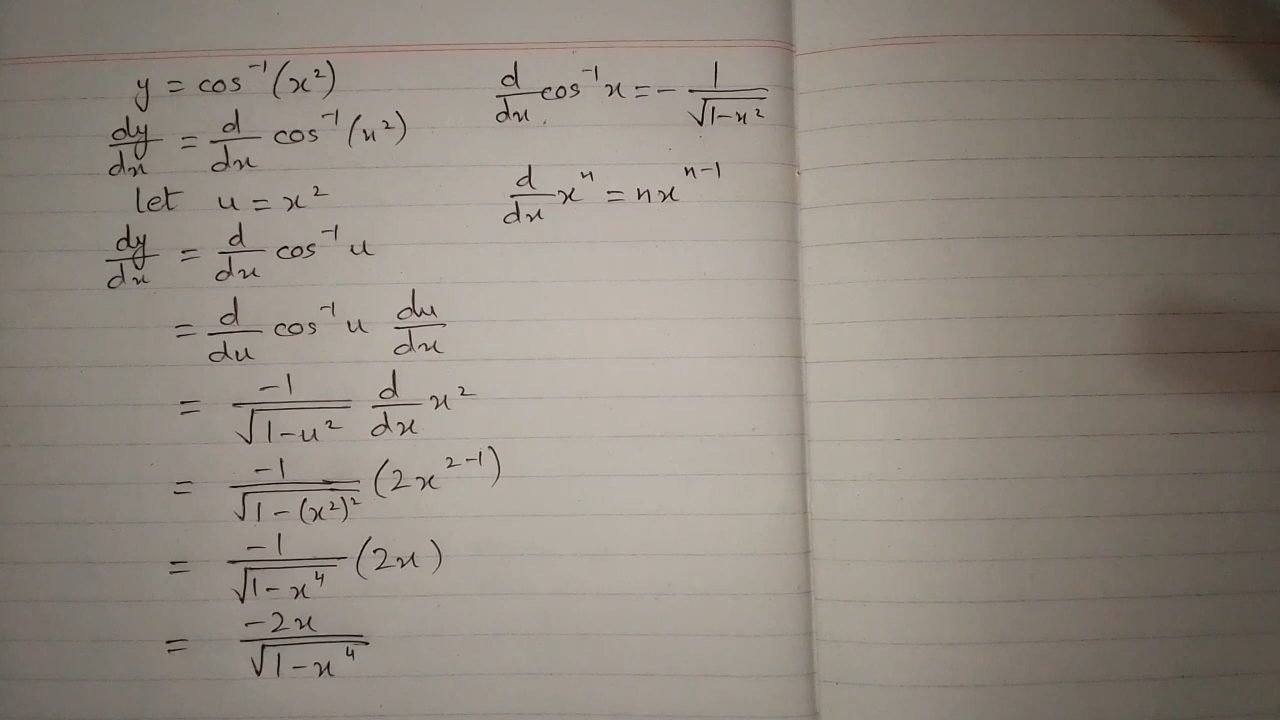 y = cos⁻¹(x²)
dy/dx = d/dx cos⁻¹(x²)
let u = x²
dy/dx = d/dx cos⁻¹ u
= d/du cos⁻¹ u du/dx
= -1/√(1-u²) d/dx x²
= -1/√(1-(x²)²) (2x²⁻¹)
= -1/√(1-x⁴) (2x)
= -2x/√(1-x⁴)
d/dx cos⁻¹x = - 1/√(1-x²)
d/dx xⁿ = nxⁿ⁻¹